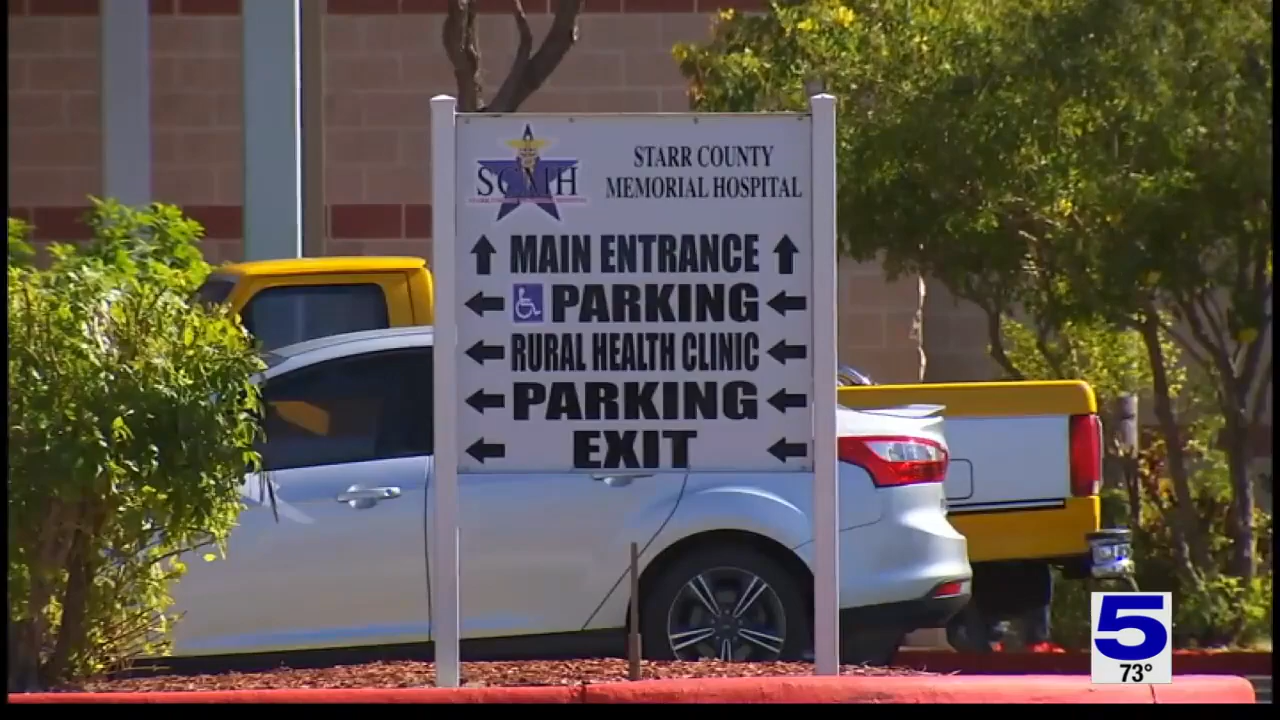 SCMH
STARR COUNTY
MEMORIAL HOSPITAL
MAIN ENTRANCE
PARKING
RURAL HEALTH CLINIC
PARKING
EXIT
5
73°